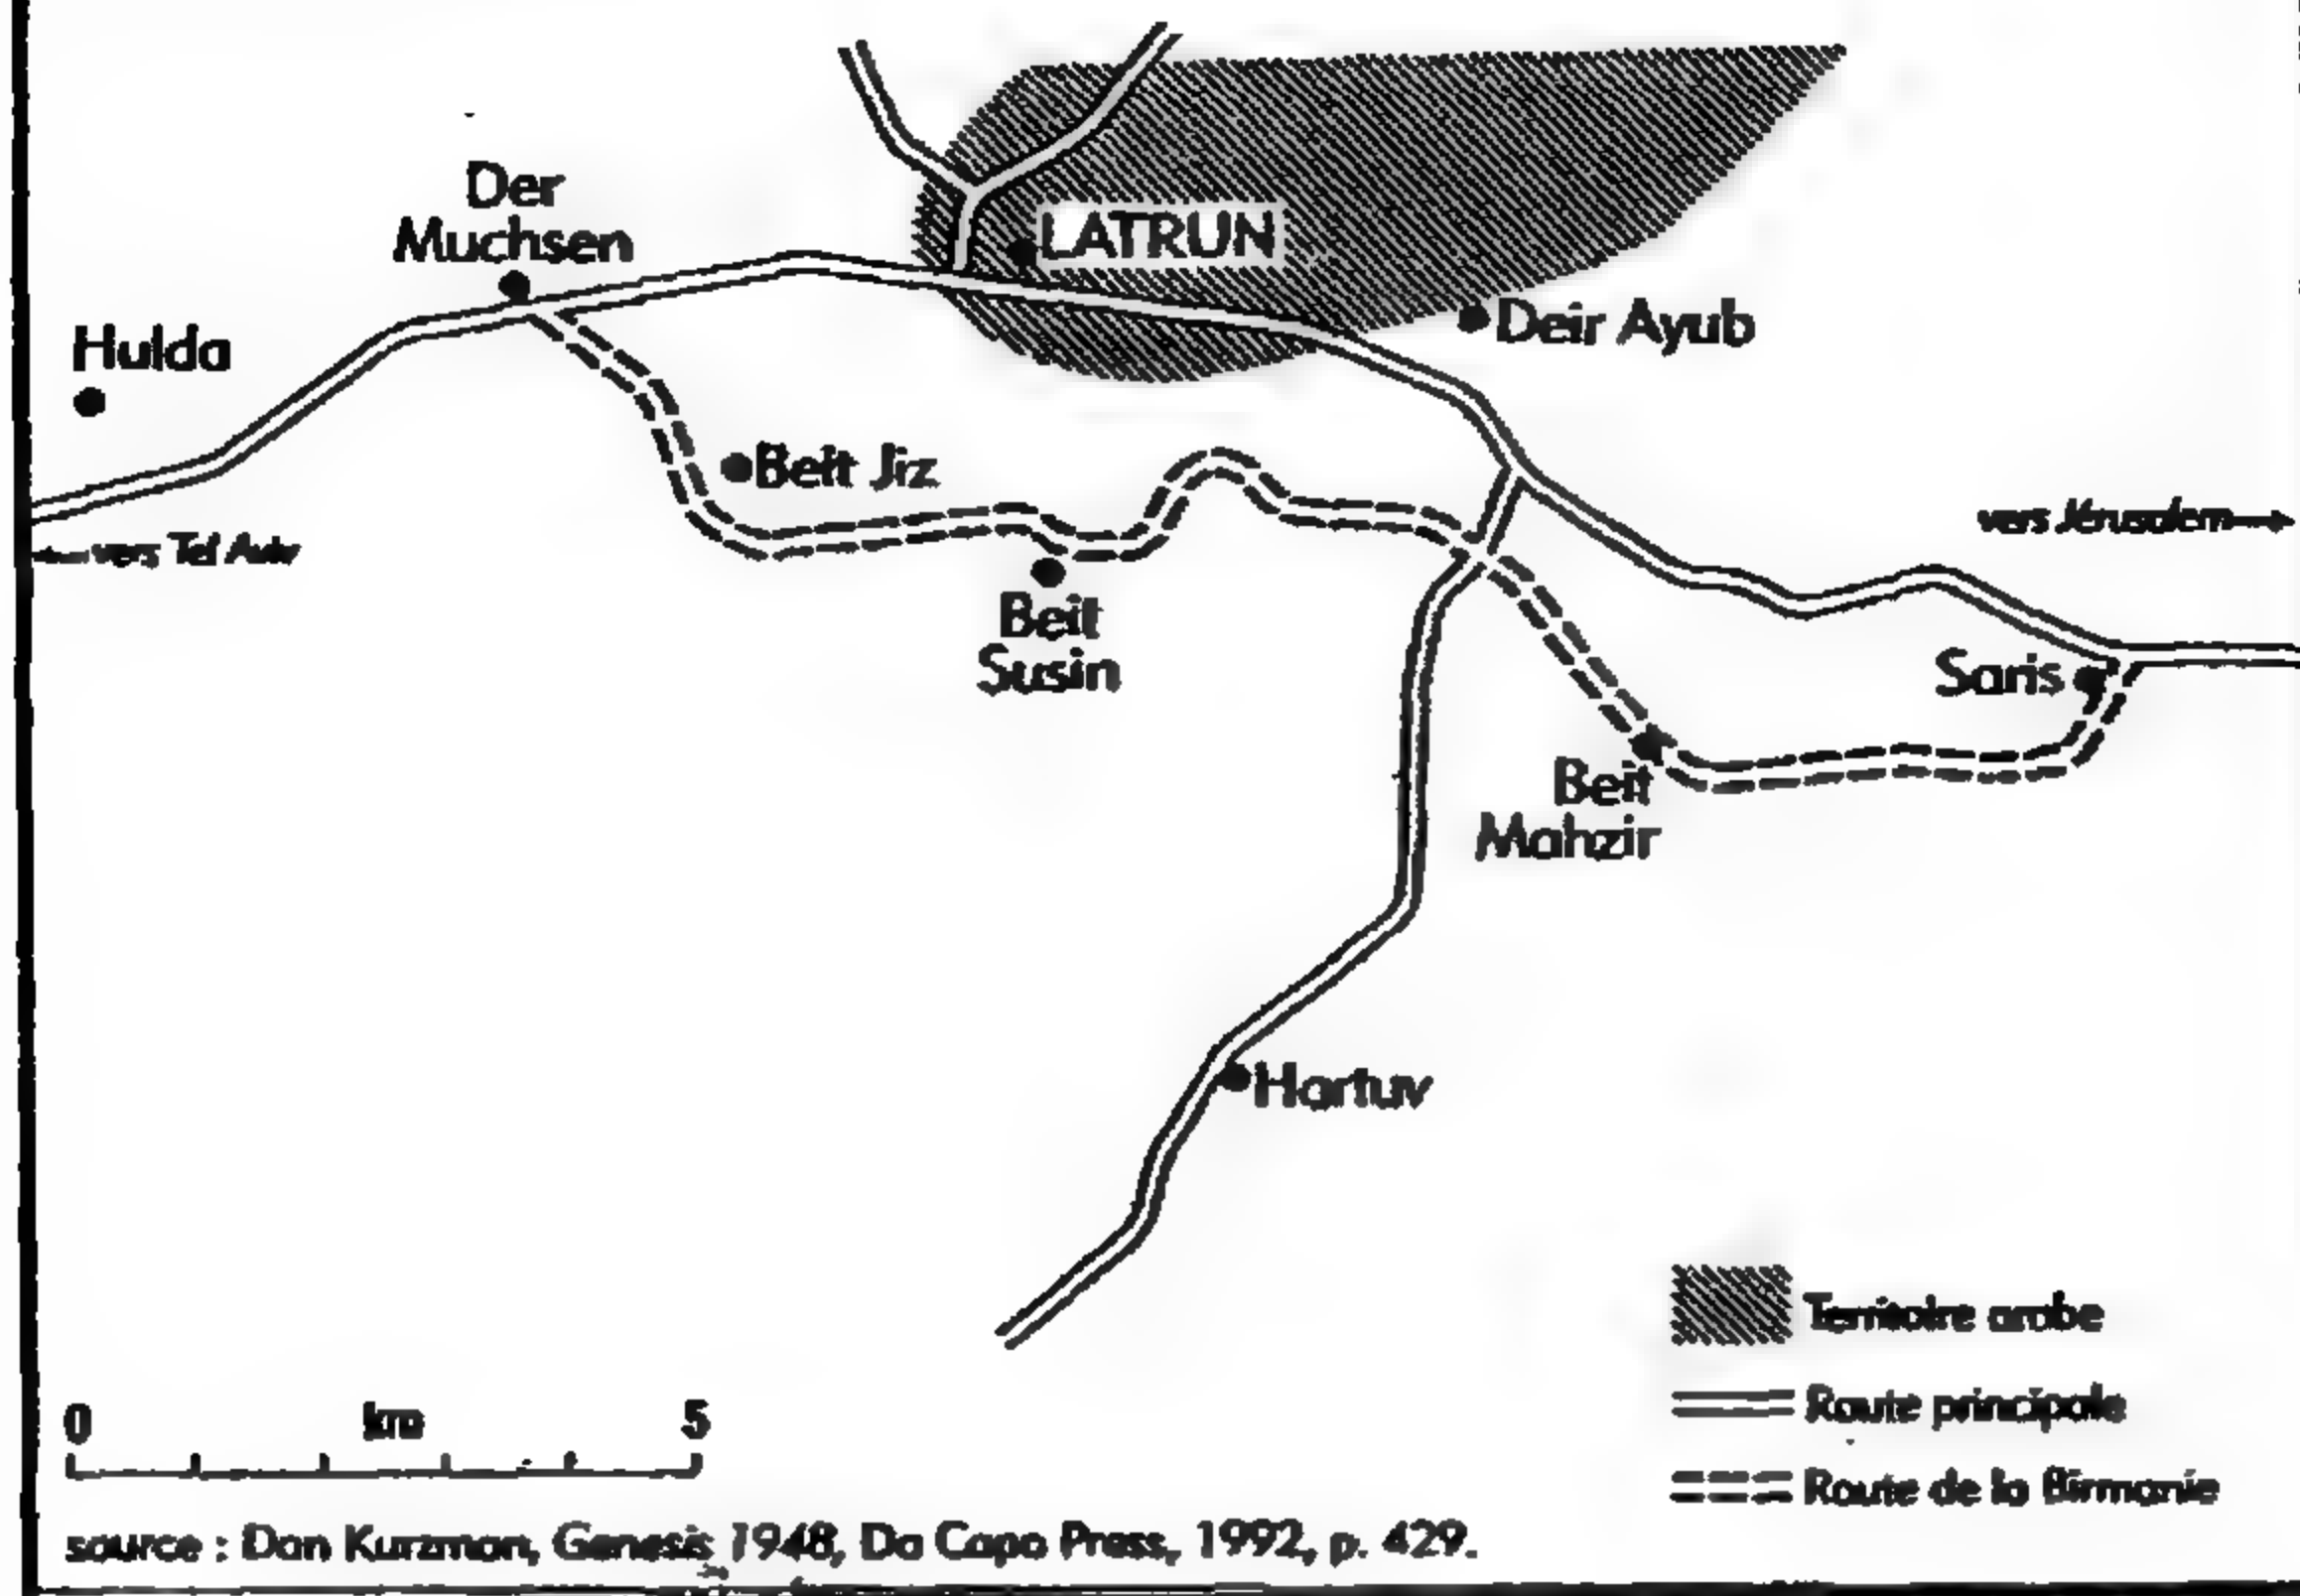 Der
Muchsen
LATRUN
Hulda
Deir Ayub
Beit Jiz
vers Jérusalem
vers Tel Aviv
Beit
Susin
Saris
Beit
Mahzir
Hartuv
Territoire arabe
0 km 5
Route principale
Route de la Birmanie
source : Dan Kurzman, Genesis 1948, Da Capo Press, 1992, p. 429.